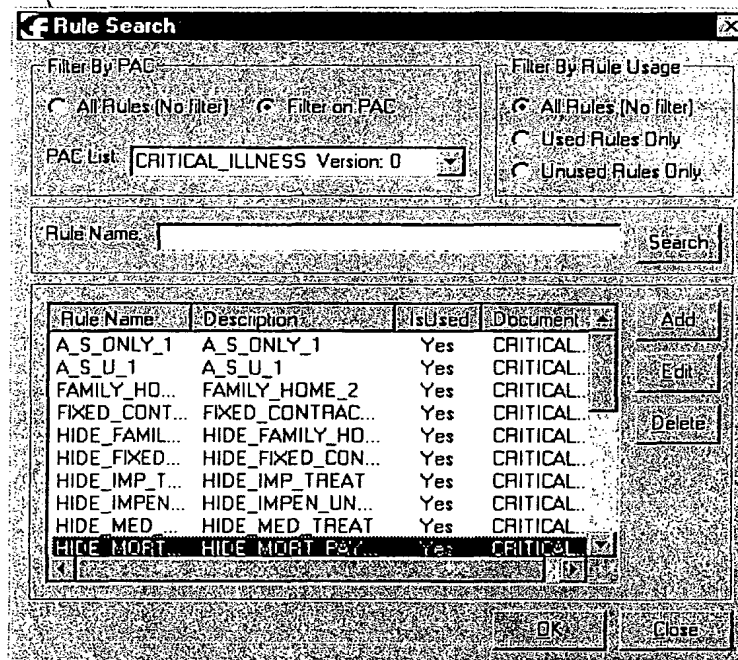 Rule Search
Filter By PAC
All Rules (No filter) Filter on PAC
PAC List CRITICAL_ILLNESS Version: 0
Filter By Rule Usage
All Rules (No filter)
Used Rules Only
Unused Rules Only
Rule Name Search
Rule Name Description IsUsed Document
A_S_ONLY_1 A_S_ONLY_1 Yes CRITICAL...
A_S_U_1 A_S_U_1 Yes CRITICAL...
FAMILY_HO... FAMILY_HOME_2 Yes CRITICAL...
FIXED_CONT... FIXED_CONTRAC... Yes CRITICAL...
HIDE_FAMIL... HIDE_FAMILY_HO... Yes CRITICAL...
HIDE_FIXED... HIDE_FIXED_CON... Yes CRITICAL...
HIDE_IMP_T... HIDE_IMP_TREAT Yes CRITICAL...
HIDE_IMPEN... HIDE_IMPEN_UN... Yes CRITICAL...
HIDE_MED_... HIDE_MED_TREAT Yes CRITICAL...
HIDE_MORT... HIDE_MORT_PAY... Yes CRITICAL...
Add
Edit
Delete
OK Close